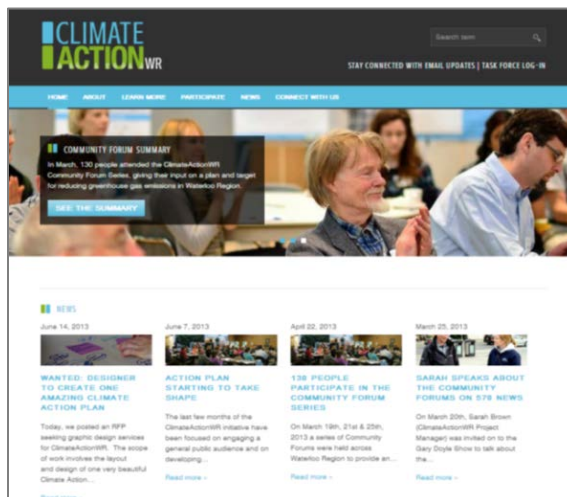 CLIMATE
ACTIONWR
Search term
STAY CONNECTED WITH EMAIL UPDATES | TASK FORCE LOG-IN
HOME ABOUT LEARN MORE PARTICIPATE NEWS CONNECT WITH US
COMMUNITY FORUM SUMMARY
In March, 130 people attended the ClimateActionWR
Community Forum Series, giving their input on a plan and target
for reducing greenhouse gas emissions in Waterloo Region.
SEE THE SUMMARY
NEWS
June 14, 2013
WANTED: DESIGNER
TO CREATE ONE
AMAZING CLIMATE
ACTION PLAN
Today, we posted an RFP
seeking graphic design services
for ClimateActionWR. The scope
of work involves the layout
and design of one very beautiful
Climate Action...
Read more »
June 7, 2013
ACTION PLAN
STARTING TO TAKE
SHAPE
The last few months of the
ClimateActionWR initiative have
been focused on engaging a
general public audience and on
developing...
Read more »
April 22, 2013
130 PEOPLE
PARTICIPATE IN THE
COMMUNITY FORUM
SERIES
On March 19th, 21st & 25th,
2013 a series of Community
Forums were held across
Waterloo Region to provide an...
Read more »
March 25, 2013
SARAH SPEAKS ABOUT
THE COMMUNITY
FORUMS ON 570 NEWS
On March 20th, Sarah Brown
(ClimateActionWR Project
Manager) was invited on to the
Gary Doyle Show to talk about
the...
Read more »